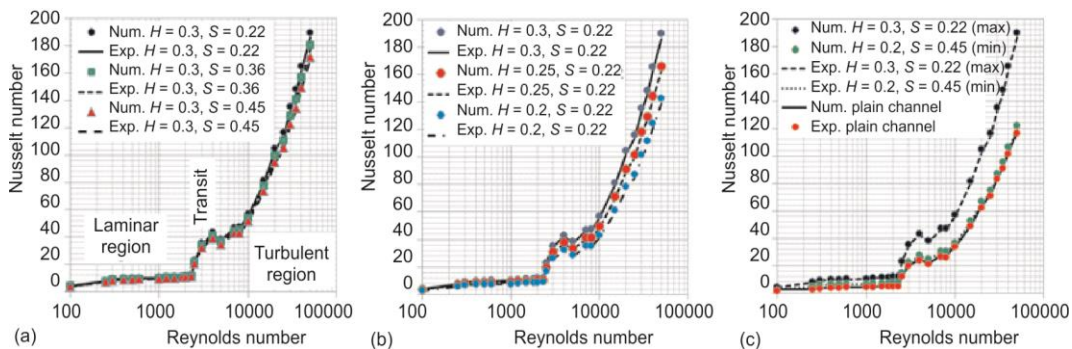 Nusselt number
200
180
160
140
120
100
80
60
40
20
0
Num. H = 0.3, S = 0.22
Exp. H = 0.3, S = 0.22
Num. H = 0.3, S = 0.36
Exp. H = 0.3, S = 0.36
Num. H = 0.3, S = 0.45
Exp. H = 0.3, S = 0.45
Laminar
region
Transit
Turbulent
region
100
1000
10000
100000
(a)
Reynolds number
Nusselt number
200
180
160
140
120
100
80
60
40
20
0
Num. H = 0.3, S = 0.22
Exp. H = 0.3, S = 0.22
Num. H = 0.25, S = 0.22
Exp. H = 0.25, S = 0.22
Num. H = 0.2, S = 0.22
Exp. H = 0.2, S = 0.22
100
1000
10000
100000
(b)
Reynolds number
Nusselt number
200
180
160
140
120
100
80
60
40
20
0
Num. H = 0.3, S = 0.22 (max)
Num. H = 0.2, S = 0.45 (min)
Exp. H = 0.3, S = 0.22 (max)
Exp. H = 0.2, S = 0.45 (min)
Num. plain channel
Exp. plain channel
100
1000
10000
100000
(c)
Reynolds number